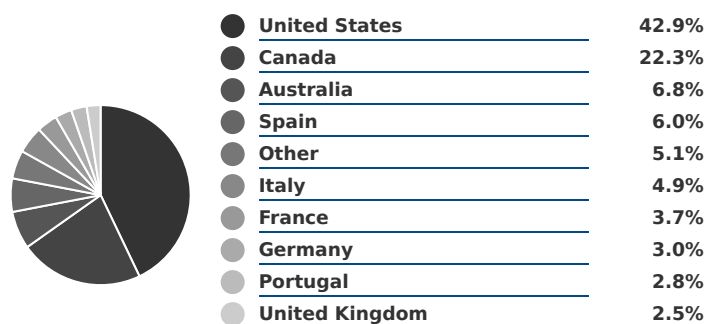 United States 42.9%
Canada 22.3%
Australia 6.8%
Spain 6.0%
Other 5.1%
Italy 4.9%
France 3.7%
Germany 3.0%
Portugal 2.8%
United Kingdom 2.5%